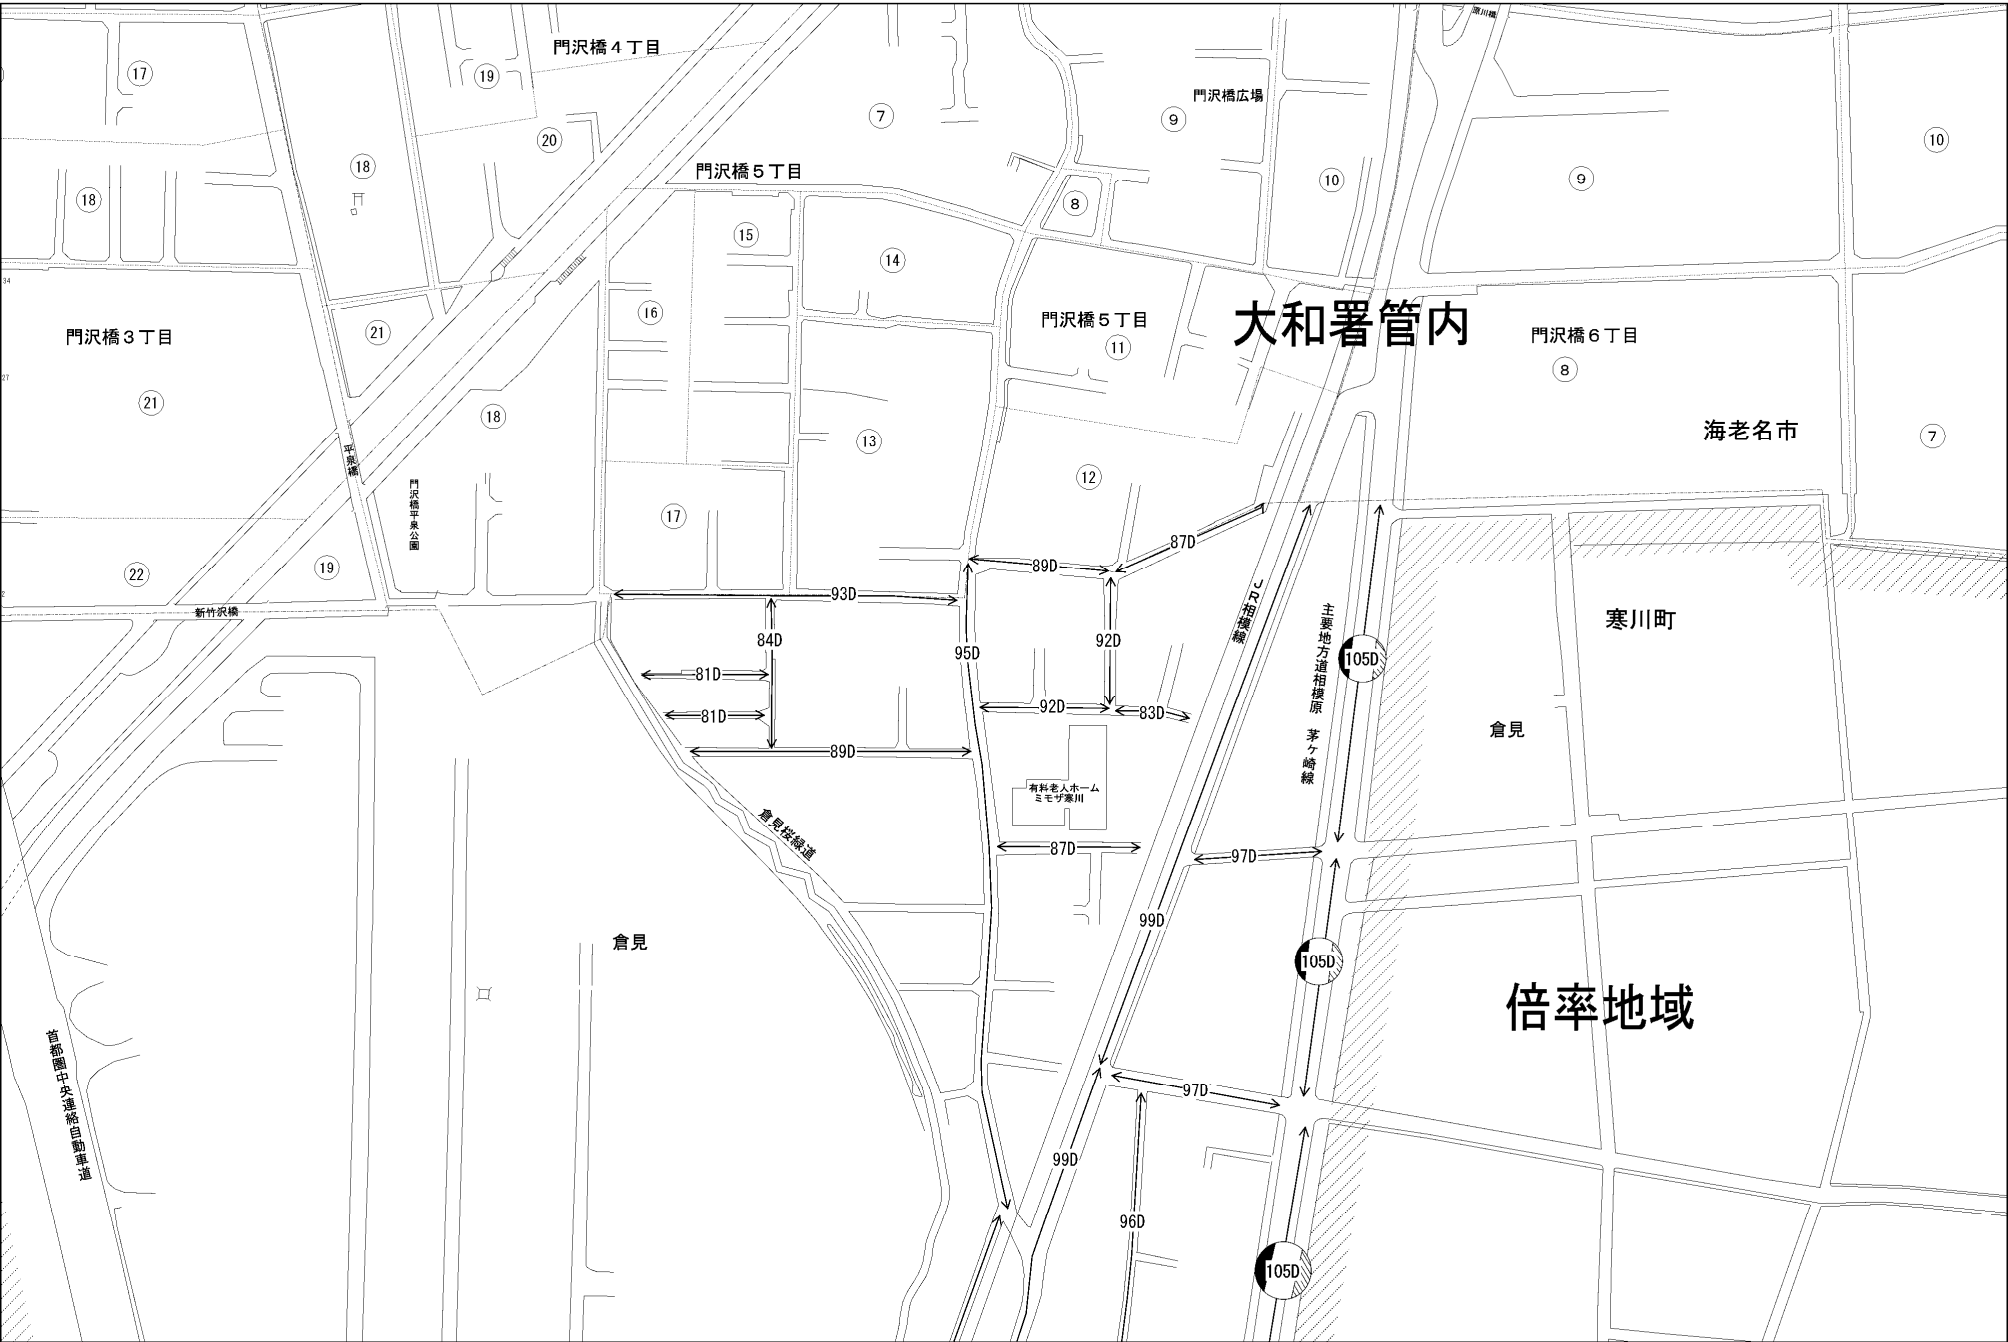 寒川橋
門沢橋４丁目
⑰
⑲
⑦
門沢橋広場
⑨
⑳
⑩
⑱
門沢橋５丁目
⑩
⑨
⑱
⑧
⑮
⑭
34
⑯
門沢橋５丁目
大和署管内
門沢橋３丁目
㉑
⑪
門沢橋６丁目
⑧
27
㉑
⑱
⑬
海老名市
⑦
平泉橋
門沢橋平泉公園
⑫
⑰
87D
89D
㉒
⑲
2
93D
新竹沢橋
JR相模線
主要地方道相模原 茅ヶ崎線
寒川町
84D
92D
95D
105D
81D
81D
92D
83D
倉見
89D
有料老人ホーム
ミモザ寒川
倉見桜緑道
87D
97D
99D
倉見
105D
倍率地域
首都圏中央連絡自動車道
97D
99D
96D
105D